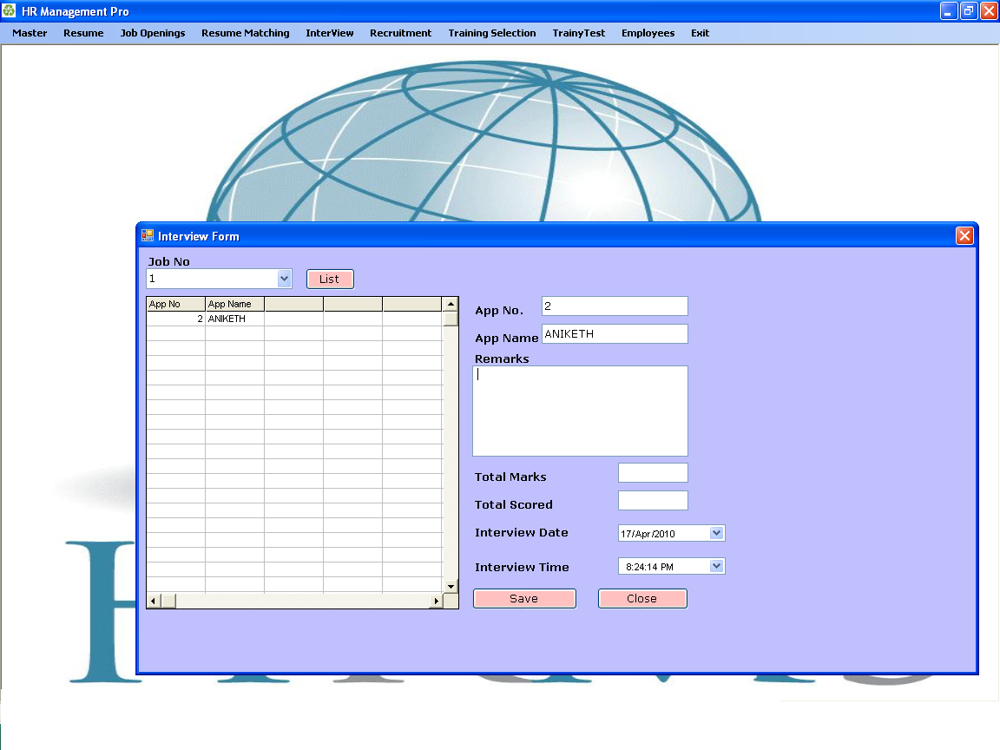 HR Management Pro
Master Resume Job Openings Resume Matching InterView Recruitment Training Selection TrainyTest Employees Exit
Interview Form
Job No
1 List
App No App Name
2 ANIKETH
App No. 2
App Name ANIKETH
Remarks
Total Marks
Total Scored
Interview Date 17/Apr/2010
Interview Time 8:24:14 PM
Save Close